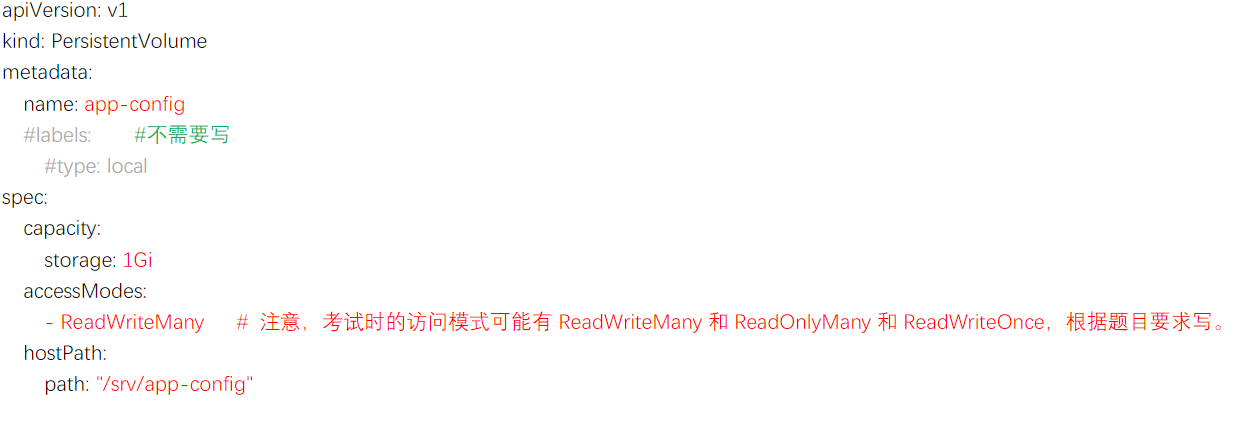 apiVersion: v1
kind: PersistentVolume
metadata:
name: app-config
#labels: #不需要写
#type: local
spec:
capacity:
storage: 1Gi
accessModes:
- ReadWriteMany # 注意，考试时的访问模式可能有 ReadWriteMany 和 ReadOnlyMany 和 ReadWriteOnce，根据题目要求写。
hostPath:
path: "/srv/app-config"